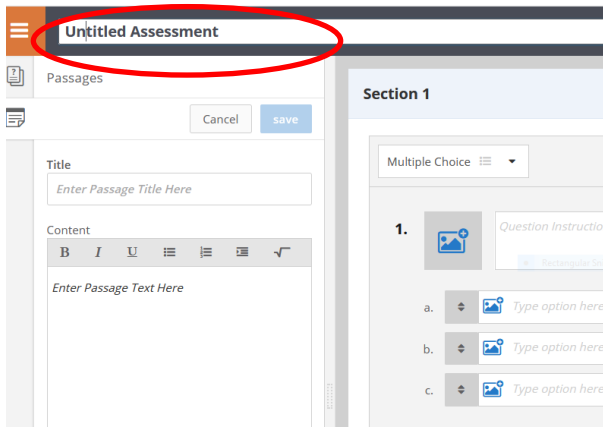 Untitled Assessment
Passages
Cancel save
Title
Enter Passage Title Here
Content
B I U
Enter Passage Text Here
Section 1
Multiple Choice
1.
Question Instructio
Rectangular
a. Type option here
b. Type option here
c. Type option here